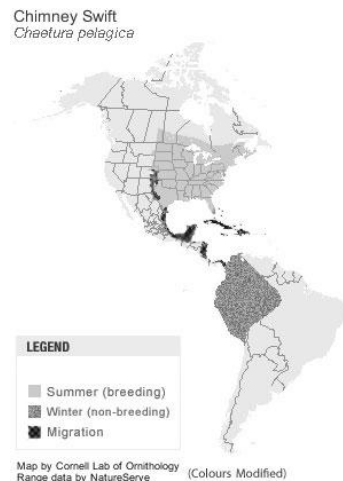 Chimney Swift
Chaetura pelagica
LEGEND
Summer (breeding)
Winter (non-breeding)
Migration
Map by Cornell Lab of Ornithology
Range data by NatureServe
(Colours Modified)